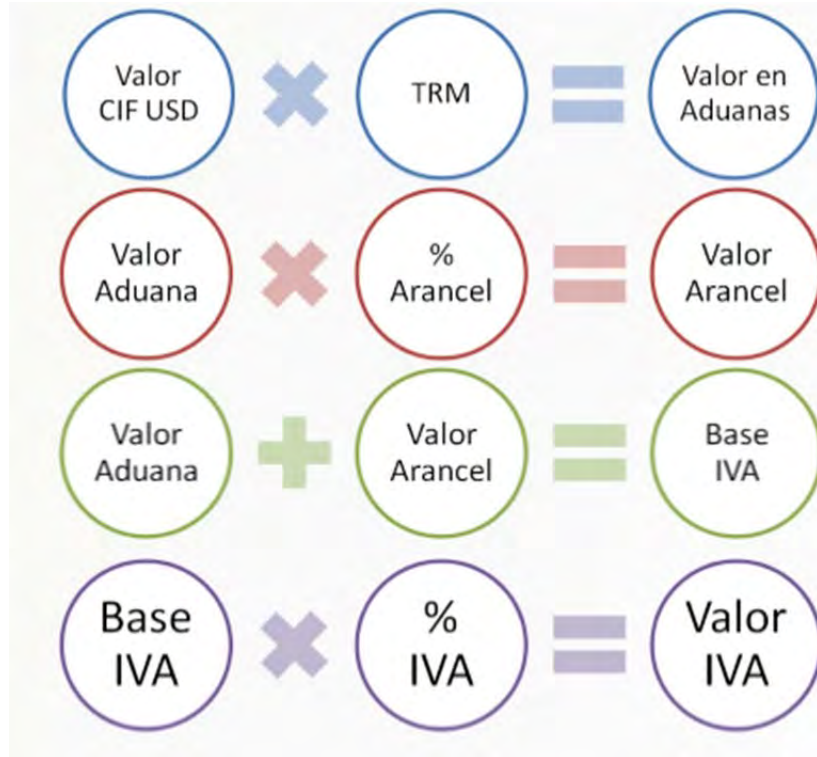 Valor
CIF USD
TRM
Valor en
Aduanas
Valor
Aduana
%
Arancel
Valor
Arancel
Valor
Aduana
Valor
Arancel
Base
IVA
Base
IVA
%
IVA
Valor
IVA